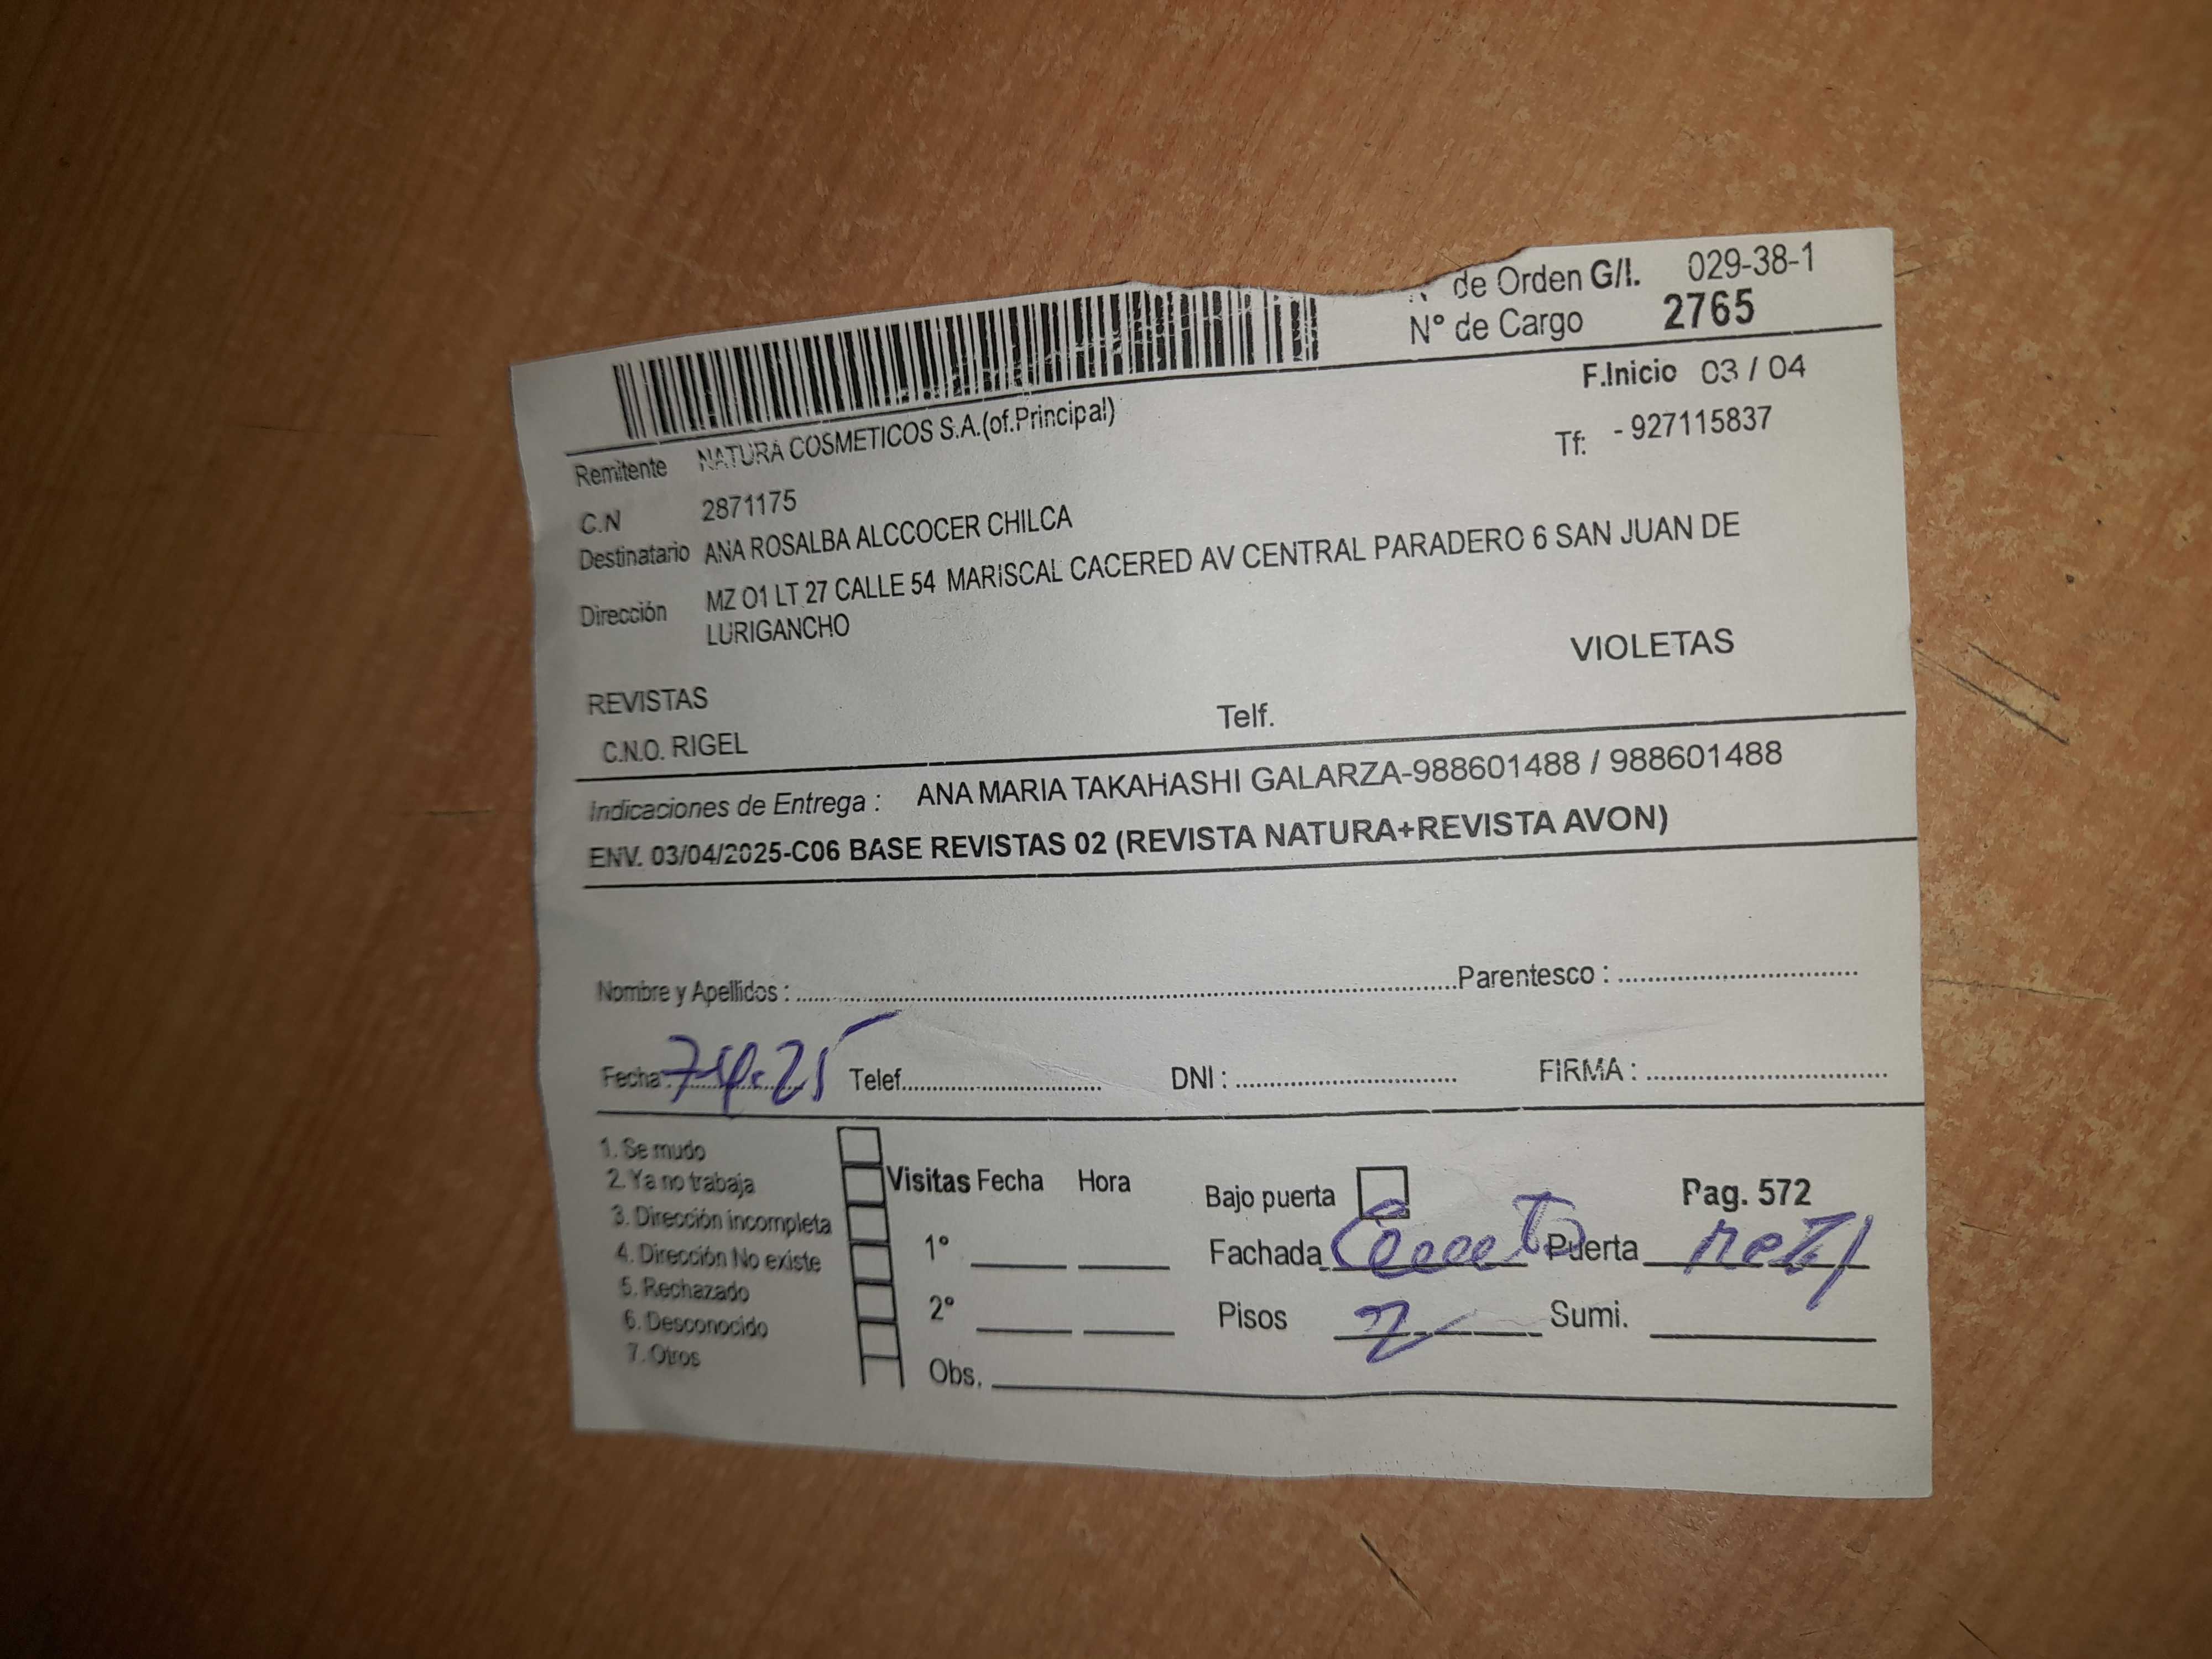 de Orden G/I. 029-38-1
N° de Cargo 2765
F.Inicio 03 / 04
Remitente NATURA COSMETICOS S.A.(of.Principal)
Tf: - 927115837
C.N 2871175
Destinatario ANA ROSALBA ALCCOCER CHILCA
Dirección MZ O1 LT 27 CALLE 54 MARISCAL CACERED AV CENTRAL PARADERO 6 SAN JUAN DE
LURIGANCHO
VIOLETAS
REVISTAS
C.N.O. RIGEL Telf.
Indicaciones de Entrega : ANA MARIA TAKAHASHI GALARZA-988601488 / 988601488
ENV. 03/04/2025-C06 BASE REVISTAS 02 (REVISTA NATURA+REVISTA AVON)
Nombre y Apellidos : Parentesco :
Fecha : 7-4-25 Telef. DNI : FIRMA :
1. Se mudo
2. Ya no trabaja
3. Dirección incompleta
4. Dirección No existe
5. Rechazado
6. Desconocido
7. Otros
Visitas Fecha Hora
1°
2°
Obs.
Bajo puerta Pag. 572
Fachada Puerta
Pisos 2 Sumi.